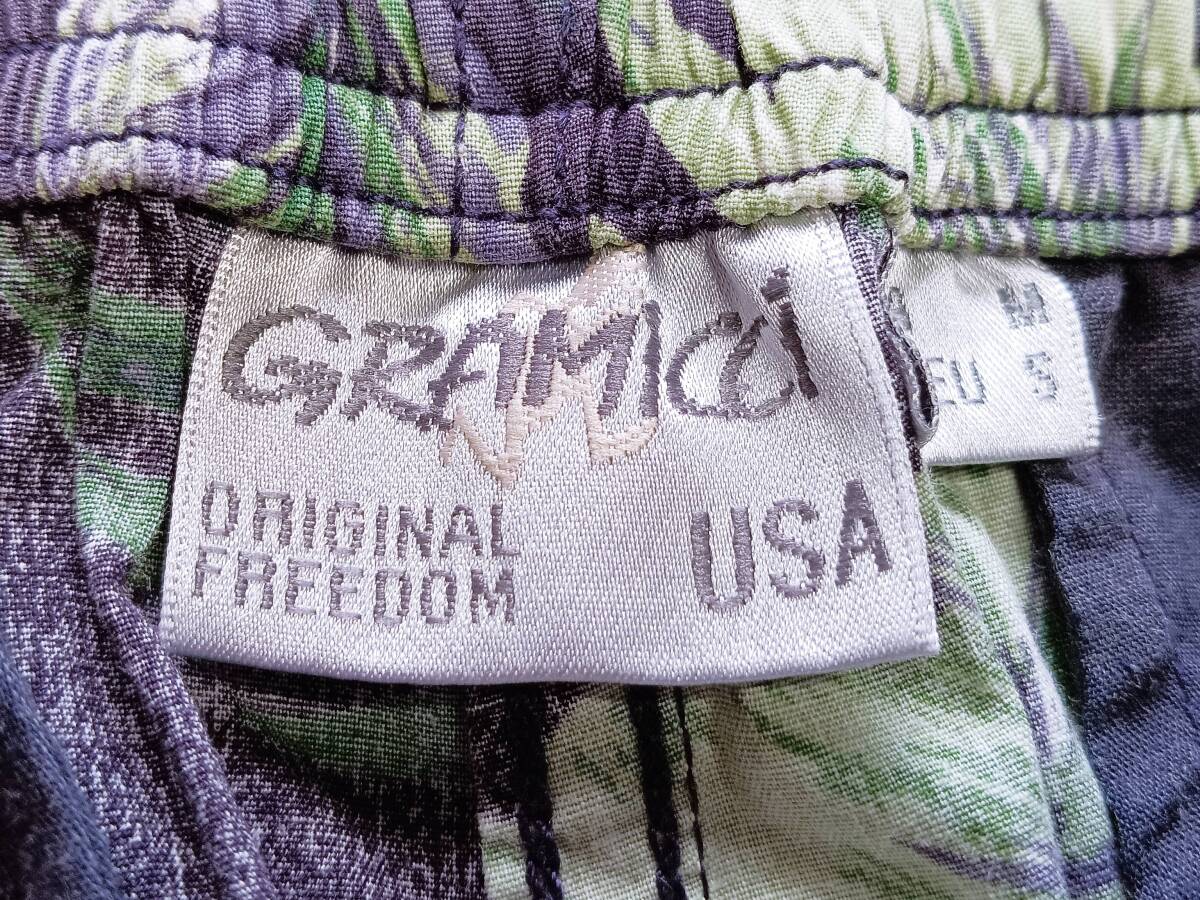 GRAMiCCi
ORIGINAL
FREEDOM
USA
M
EU S